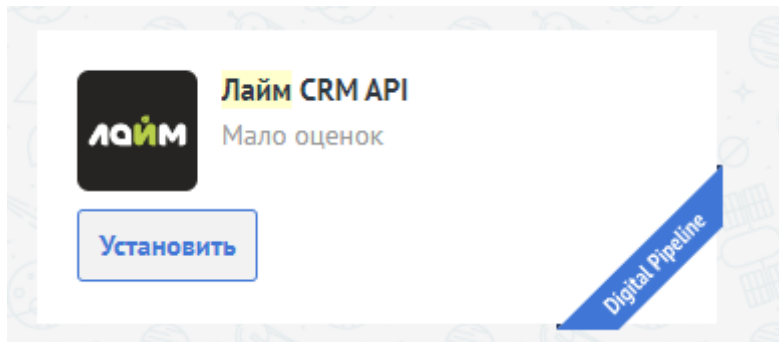 лайм
Лайм CRM API
Мало оценок
Установить
Digital Pipeline